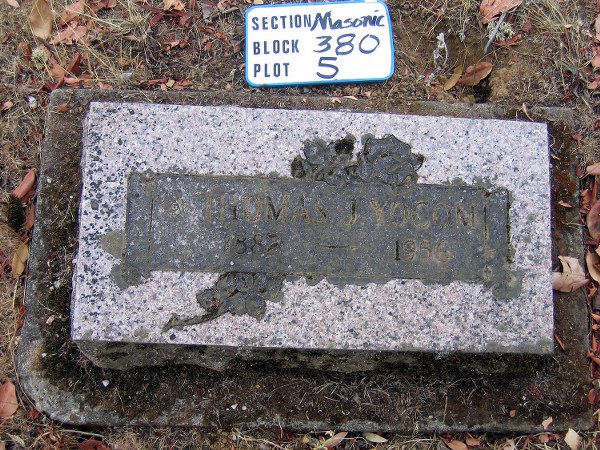 SECTION Masonic
BLOCK 380
PLOT 5
THOMAS J. YOCOM
1882 — 1956